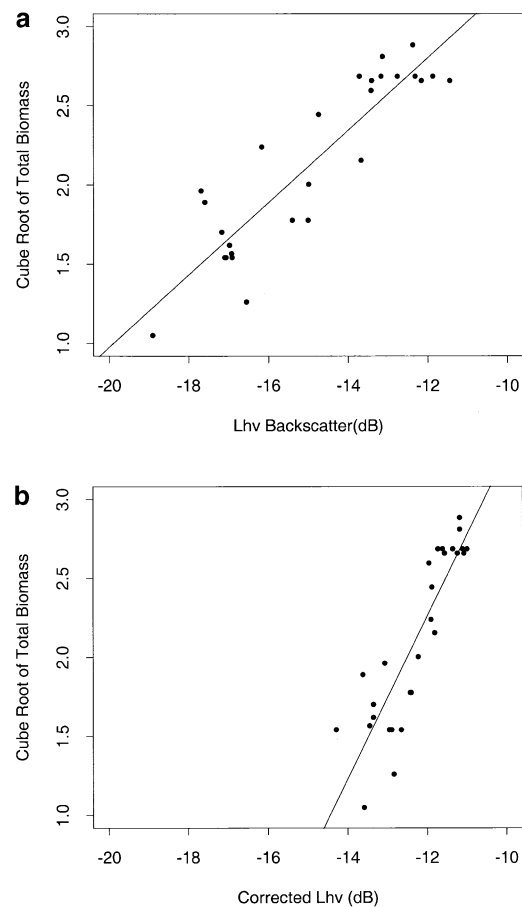 a
Cube Root of Total Biomass
3.0
2.5
2.0
1.5
1.0
-20 -18 -16 -14 -12 -10
Lhv Backscatter(dB)
b
Cube Root of Total Biomass
3.0
2.5
2.0
1.5
1.0
-20 -18 -16 -14 -12 -10
Corrected Lhv (dB)